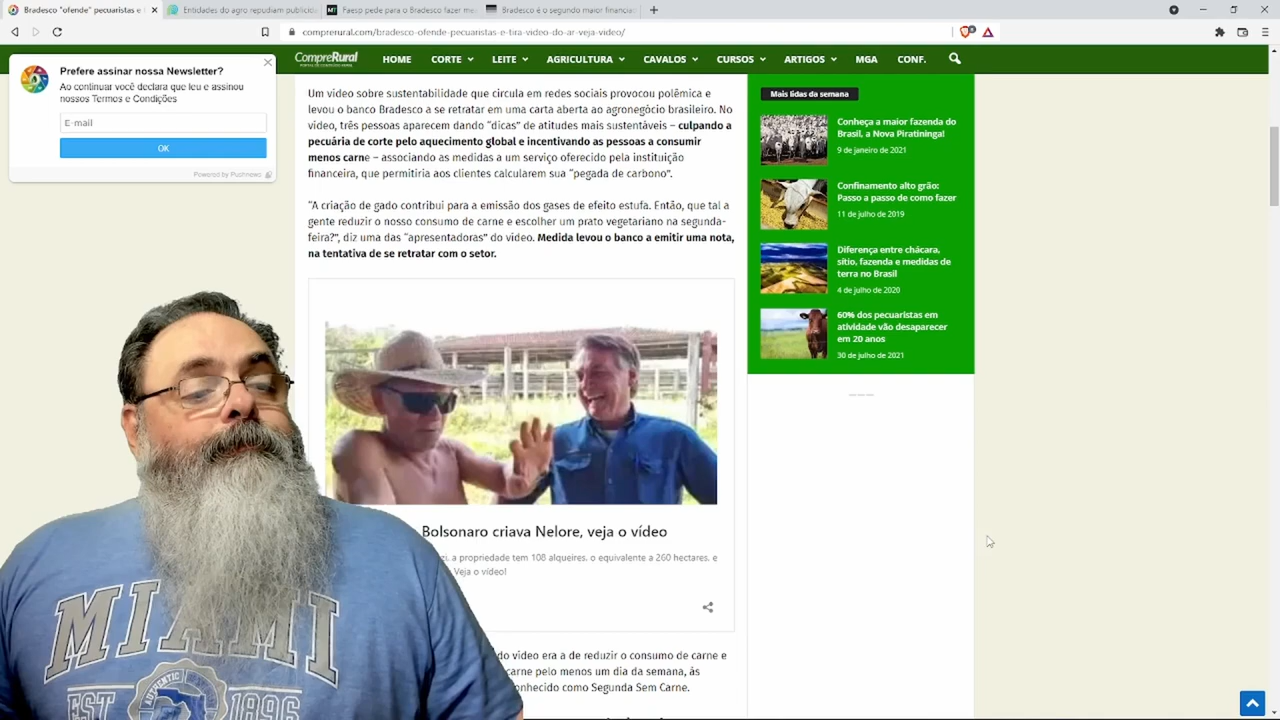 Bradesco "ofende" pecuaristas e
Entidades do agro repudiam publicid
Faesp pede para o Bradesco fazer me
Bradesco é o segundo maior financia
comprerural.com/bradesco-ofende-pecuaristas-e-tira-video-do-ar-veja-video/
CompreRural
HOME
CORTE
LEITE
AGRICULTURA
CAVALOS
CURSOS
ARTIGOS
MGA
CONF.
Prefere assinar nossa Newsletter?
Ao continuar você declara que leu e assinou
nossos Termos e Condições
E-mail
OK
Powered by Pushnews
Um vídeo sobre sustentabilidade que circula em redes sociais provocou polêmica e
levou o banco Bradesco a se retratar em uma carta aberta ao agronegócio brasileiro. No
vídeo, três pessoas aparecem dando "dicas" de atitudes mais sustentáveis – culpando a
pecuária de corte pelo aquecimento global e incentivando as pessoas a consumir
menos carne – associando as medidas a um serviço oferecido pela instituição
financeira, que permitiria aos clientes calcularem sua "pegada de carbono".
"A criação de gado contribui para a emissão dos gases de efeito estufa. Então, que tal a
gente reduzir o nosso consumo de carne e escolher um prato vegetariano na segunda-
feira?", diz uma das "apresentadoras" do vídeo. Medida levou o banco a emitir uma nota,
na tentativa de se retratar com o setor.
Bolsonaro criava Nelore, veja o vídeo
a propriedade tem 108 alqueires, o equivalente a 260 hectares, e
Veja o vídeo!
do vídeo era a de reduzir o consumo de carne e
carne pelo menos um dia da semana, às
onhecido como Segunda Sem Carne.
Mais lidas da semana
Conheça a maior fazenda do
Brasil, a Nova Piratininga!
9 de janeiro de 2021
Confinamento alto grão:
Passo a passo de como fazer
11 de julho de 2019
Diferença entre chácara,
sítio, fazenda e medidas de
terra no Brasil
4 de julho de 2020
60% dos pecuaristas em
atividade vão desaparecer
em 20 anos
30 de julho de 2021
MIAMI
AUTHENTIC
EST 1896